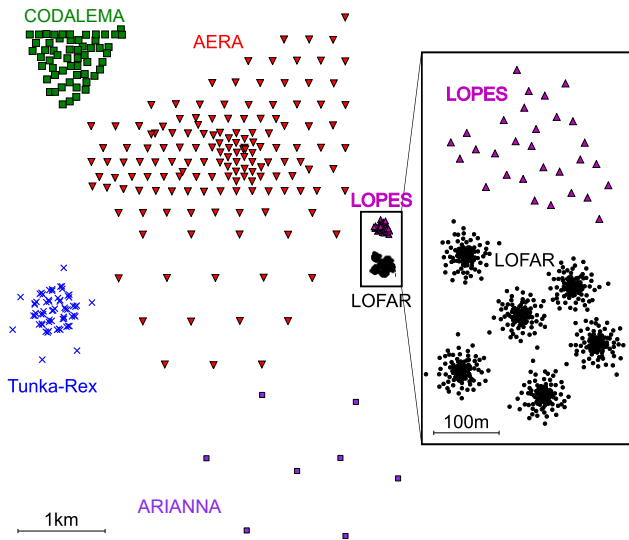 CODALEMA
AERA
LOPES
LOPES
LOFAR
LOFAR
Tunka-Rex
100m
ARIANNA
1km